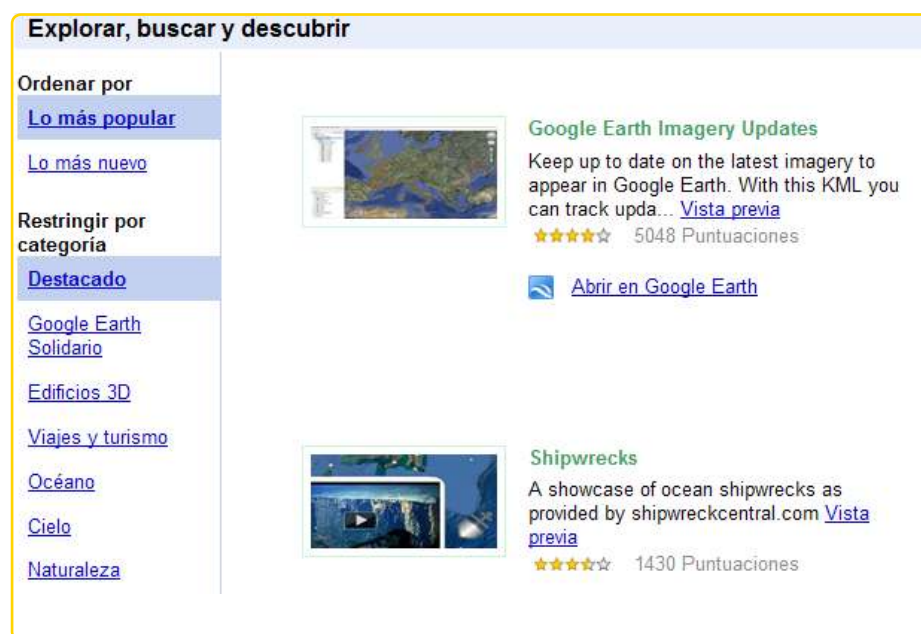 Explorar, buscar y descubrir
Ordenar por
Lo más popular
Lo más nuevo
Restringir por
categoría
Destacado
Google Earth
Solidario
Edificios 3D
Viajes y turismo
Océano
Cielo
Naturaleza
Google Earth Imagery Updates
Keep up to date on the latest imagery to
appear in Google Earth. With this KML you
can track upda... Vista previa
5048 Puntuaciones
Abrir en Google Earth
Shipwrecks
A showcase of ocean shipwrecks as
provided by shipwreckcentral.com Vista
previa
1430 Puntuaciones